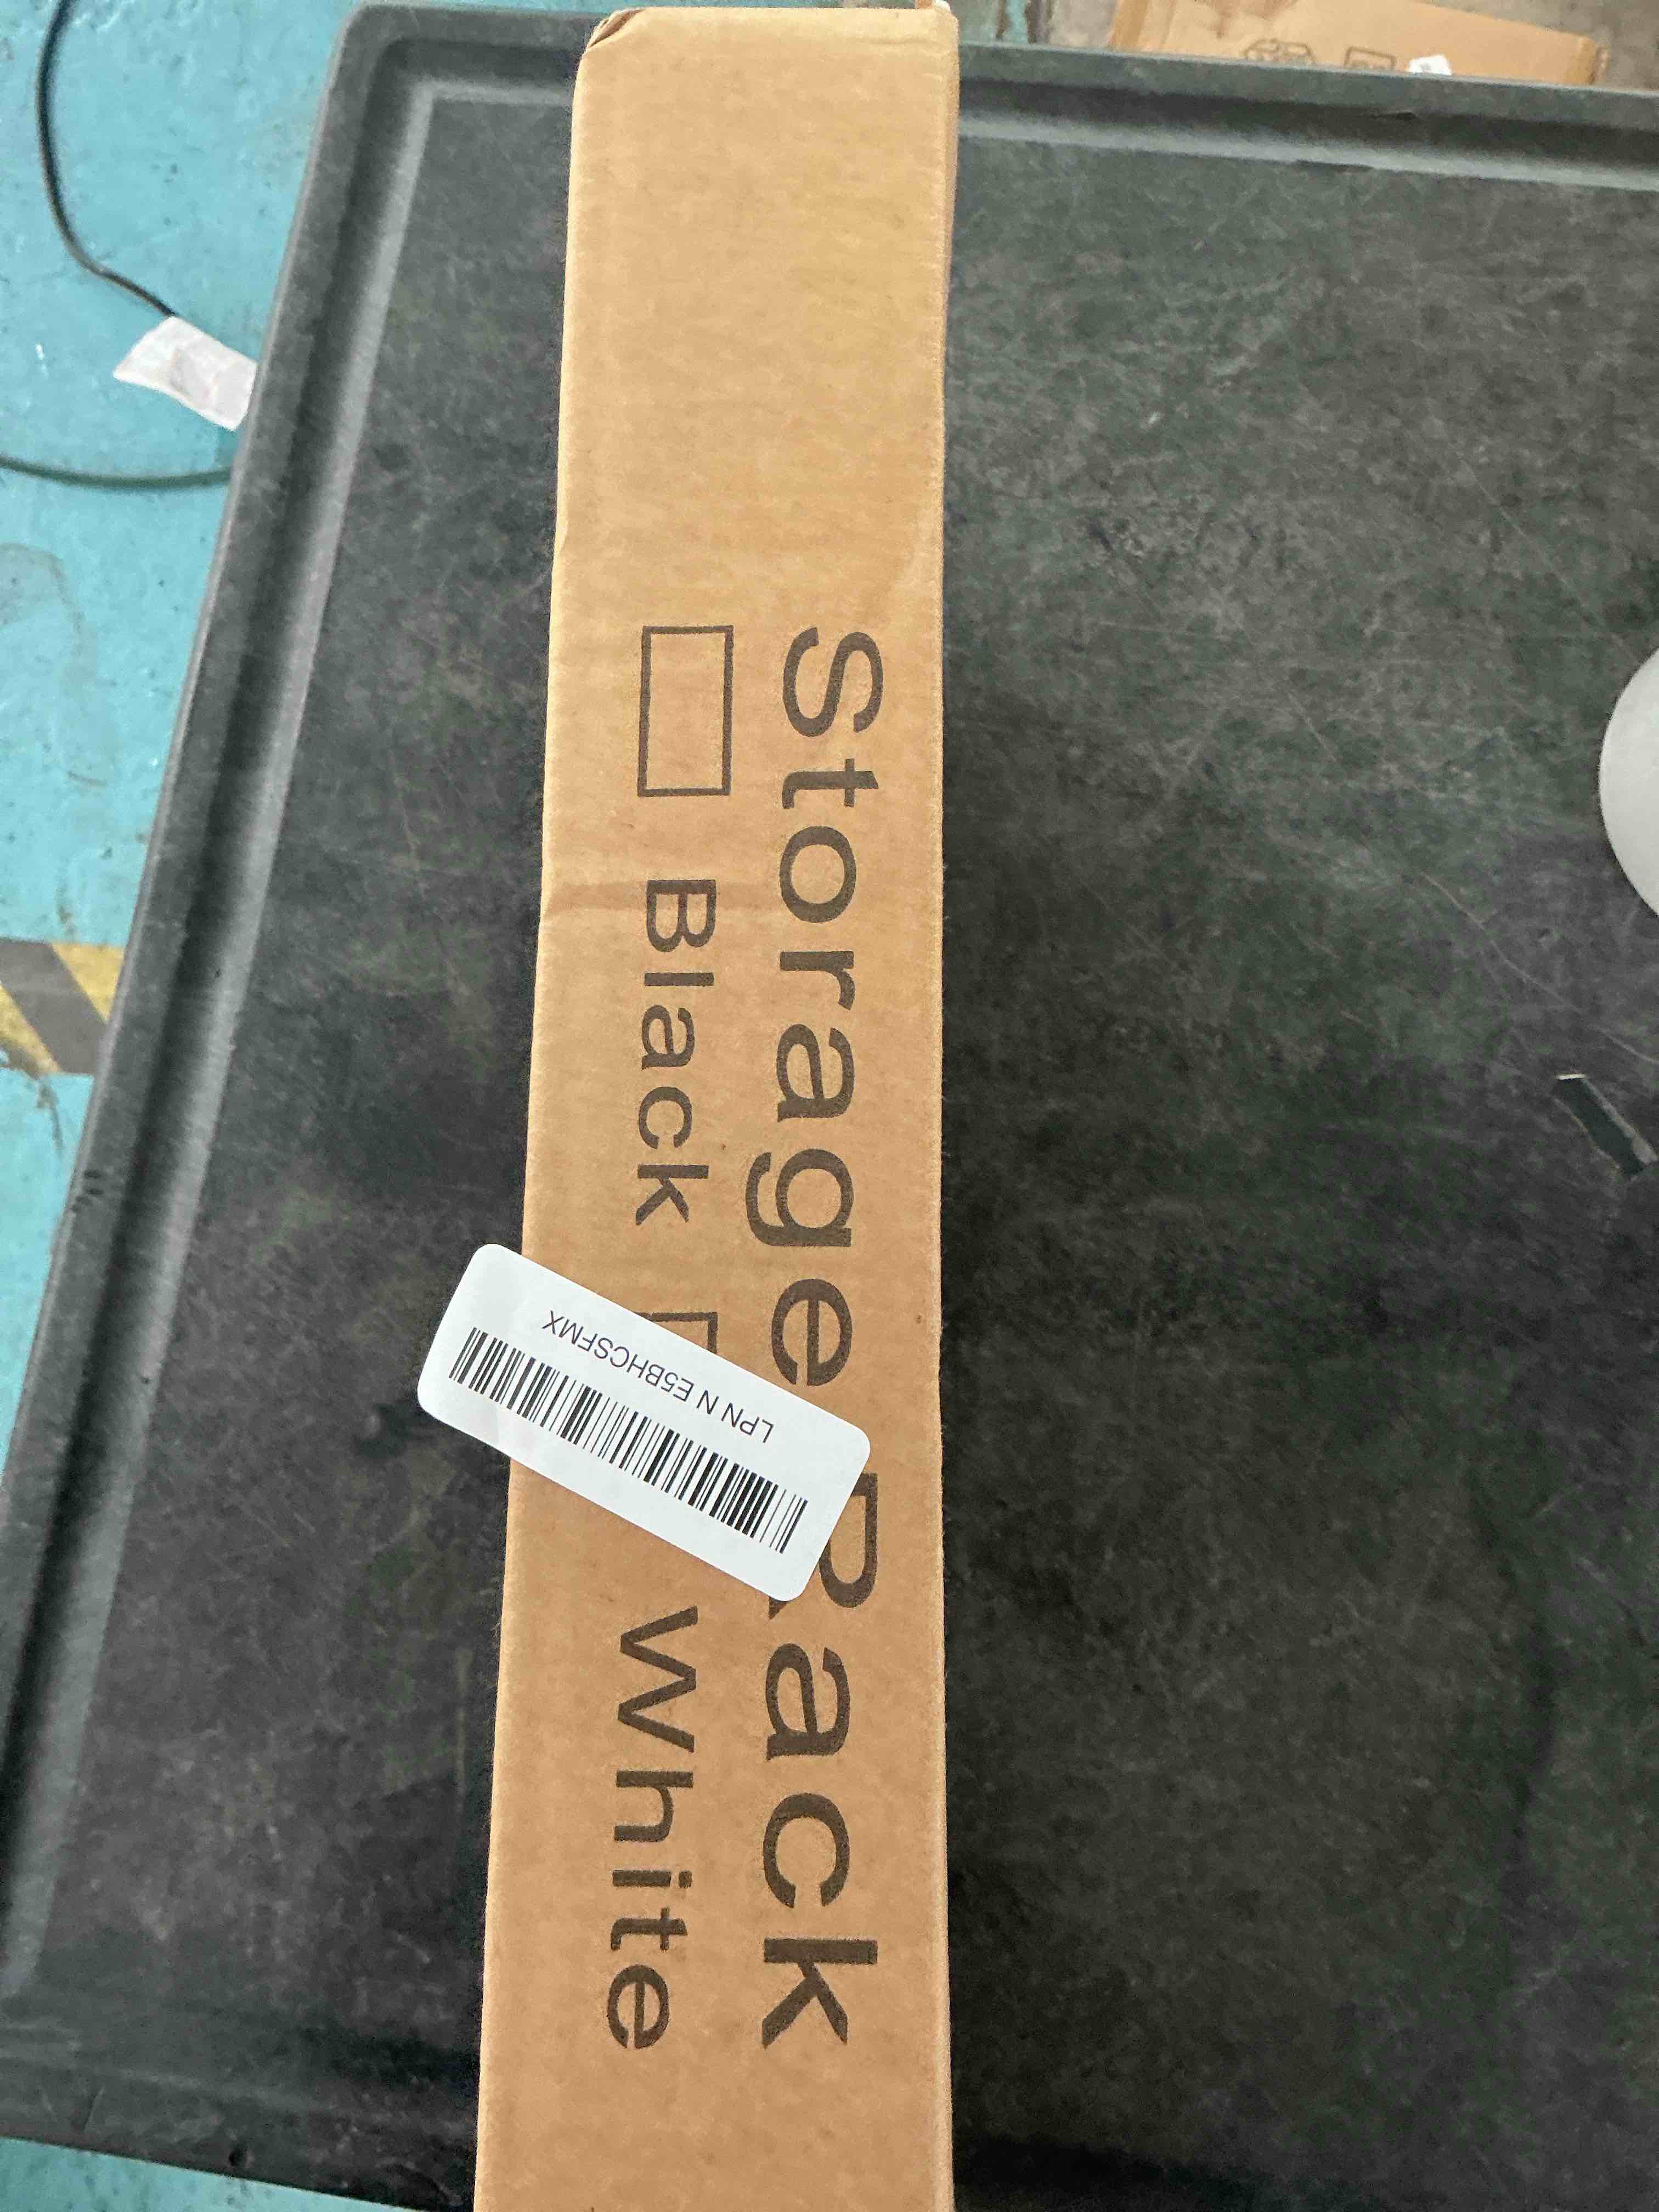 Storage Rack
Black White
LPN N E5BHCSFMX